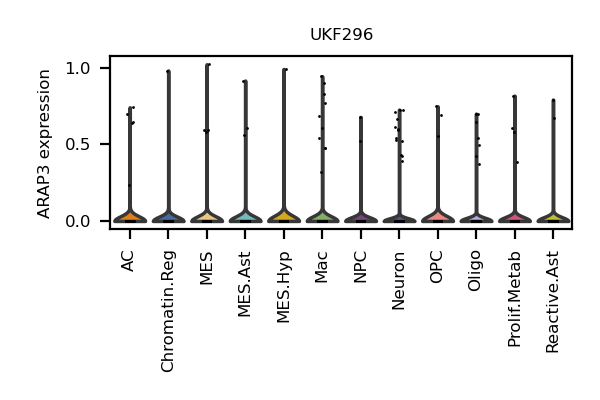 UKF296
ARAP3 expression
1.0
0.5
0.0
AC
Chromatin.Reg
MES
MES.Ast
MES.Hyp
Mac
NPC
Neuron
OPC
Oligo
Prolif.Metab
Reactive.Ast